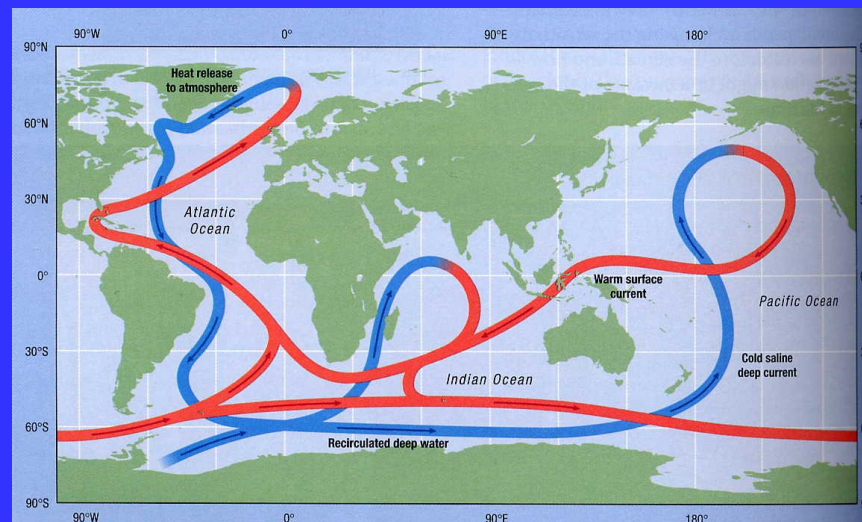 90°W 0° 90°E 180°
90°N
Heat release
to atmosphere
60°N
30°N
Atlantic
Ocean
0°
Warm surface
current
Pacific Ocean
30°S
Cold saline
deep current
Indian Ocean
60°S
Recirculated deep water
90°S
90°W 0° 90°E 180°